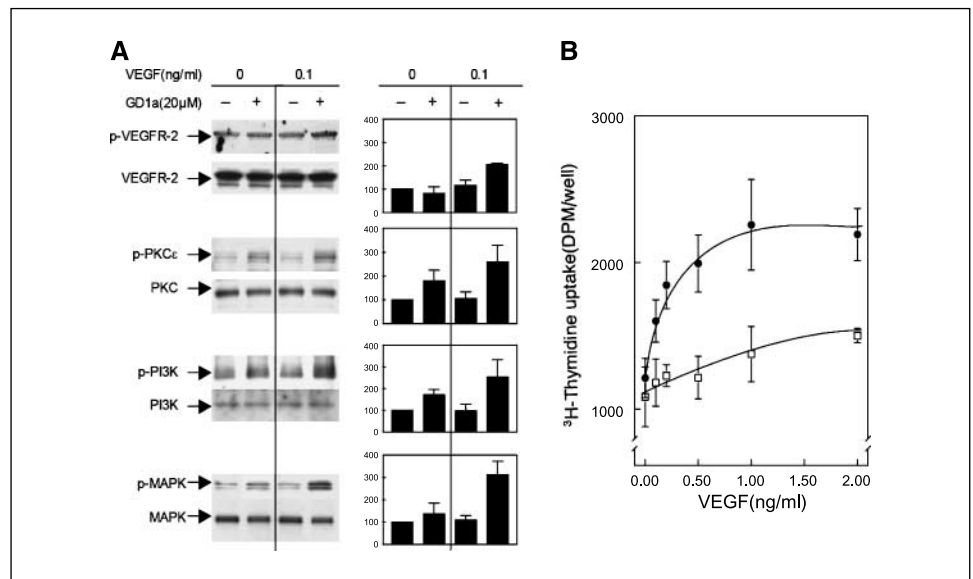 A
VEGF(ng/ml) 0 0.1 0 0.1
GD1a(20µM) − + − + − + − +
p-VEGFR-2
VEGFR-2
400
300
200
100
0
p-PKCε
PKC
400
300
200
100
0
p-PI3K
PI3K
400
300
200
100
0
p-MAPK
MAPK
400
300
200
100
0
B
3000
2000
1000
³H-Thymidine uptake(DPM/well)
0.00 0.50 1.00 1.50 2.00
VEGF(ng/ml)